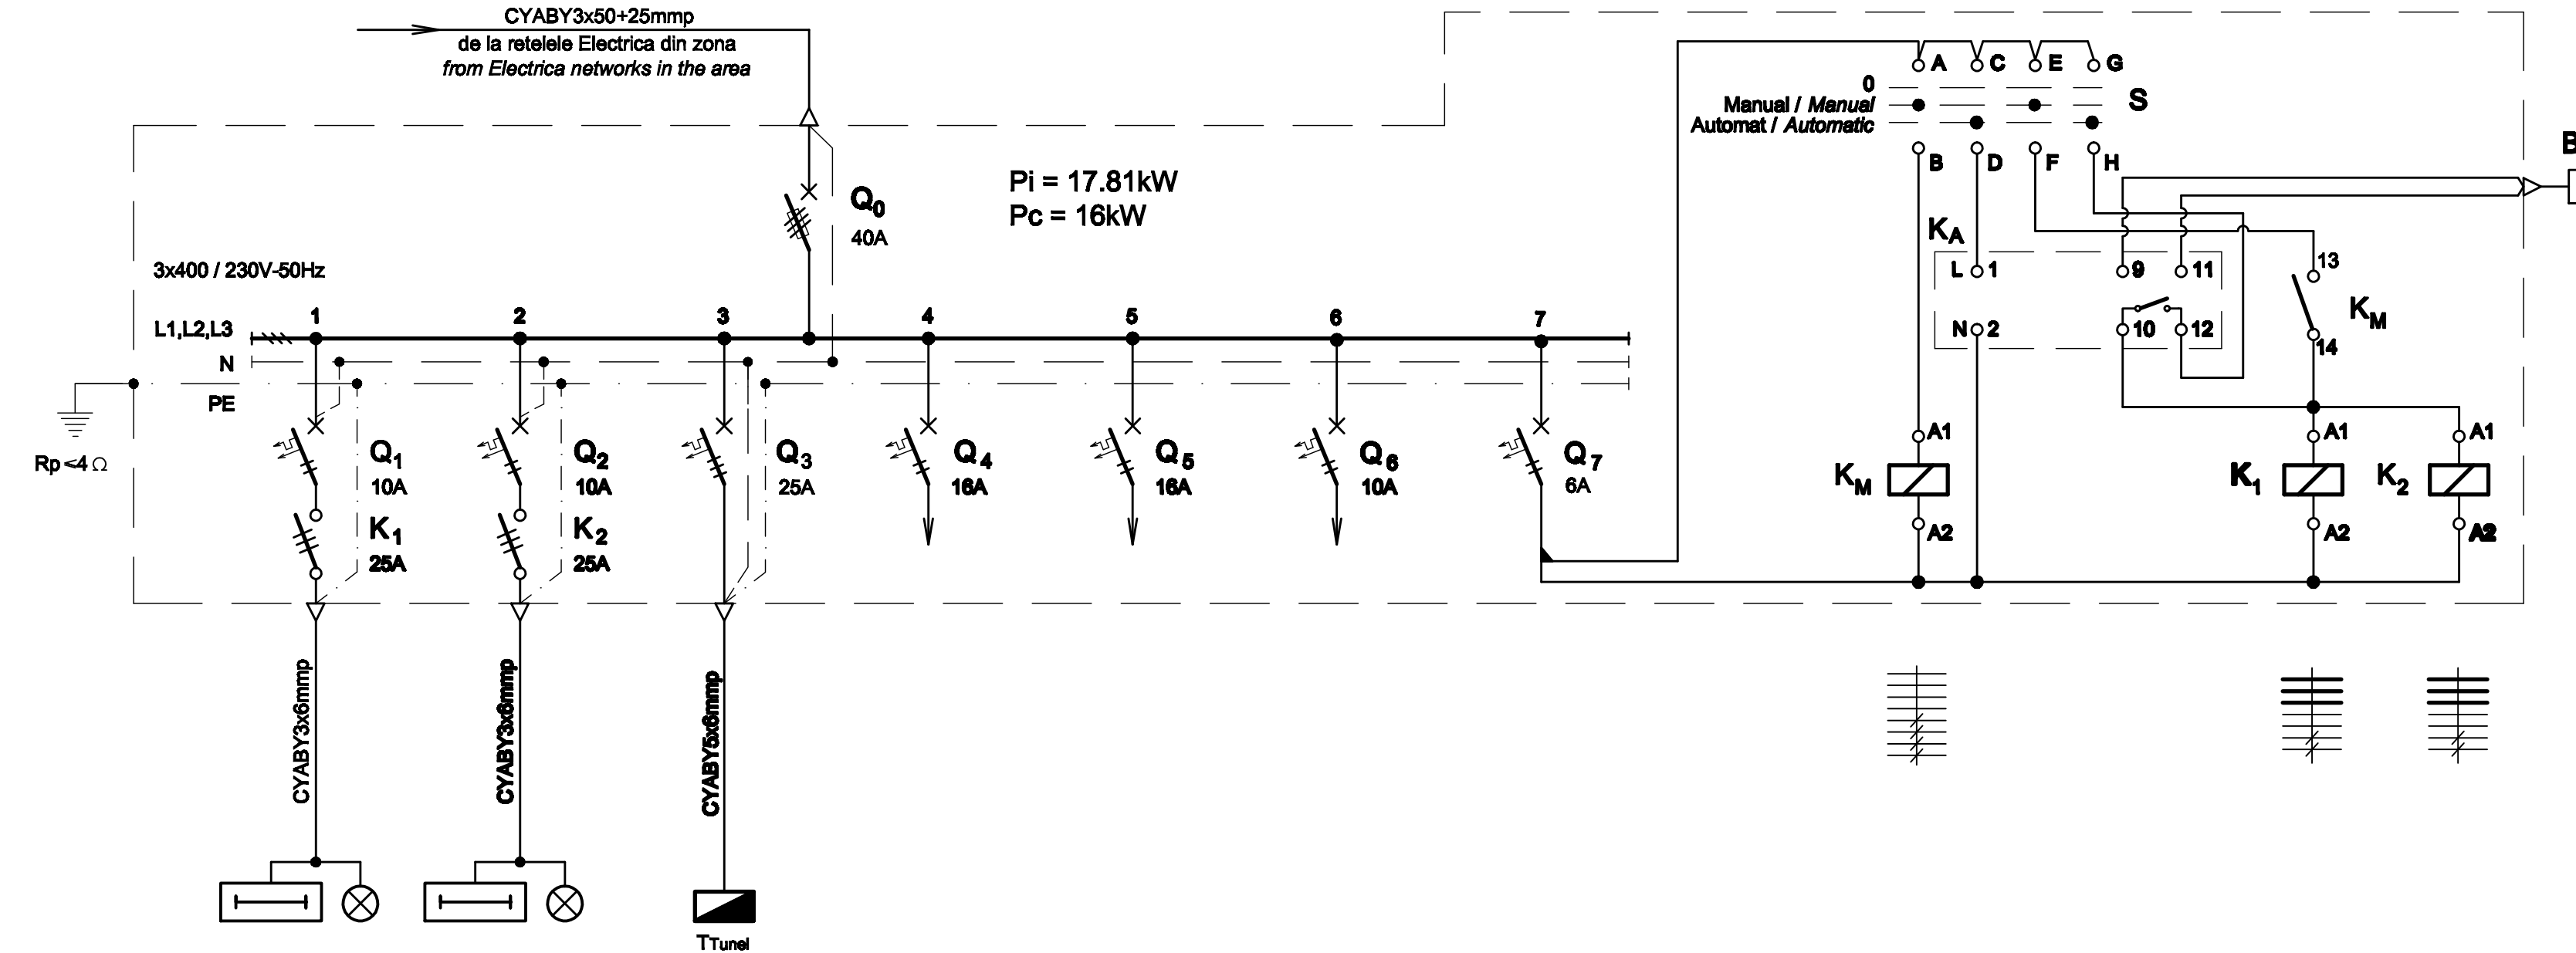 CYABY3x50+25mmp
de la retelele Electrica din zona
from Electrica networks in the area
A C E G
0
Manual / Manual
Automat / Automatic
S
B D F H
B
Pi = 17.81kW
Pc = 16kW
Q0
40A
KA
3x400 / 230V-50Hz
L 1 9 11 13
1 2 3 4 5 6 7
L1,L2,L3
N 2 10 12
KM
14
N
PE
Rp <4 Ω
Q1
10A
Q2
10A
Q3
25A
Q4
16A
Q5
16A
Q6
10A
Q7
6A
A1 A1 A1
KM K1 K2
A2 A2 A2
K1
25A
K2
25A
CYABY3x6mmp
CYABY3x6mmp
CYABY5x6mmp
TTunel